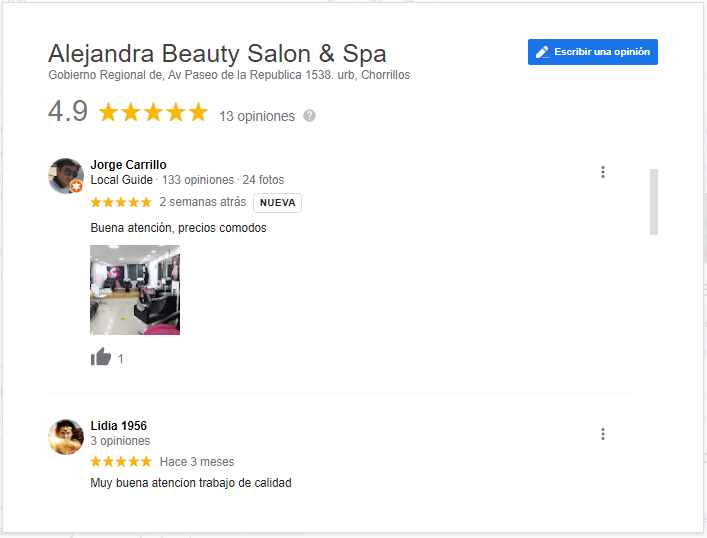 Alejandra Beauty Salon & Spa
Escribir una opinión
Gobierno Regional de, Av Paseo de la Republica 1538. urb, Chorrillos
4.9 13 opiniones ?
Jorge Carrillo
Local Guide · 133 opiniones · 24 fotos
2 semanas atrás NUEVA
Buena atención, precios comodos
1
Lidia 1956
3 opiniones
Hace 3 meses
Muy buena atencion trabajo de calidad